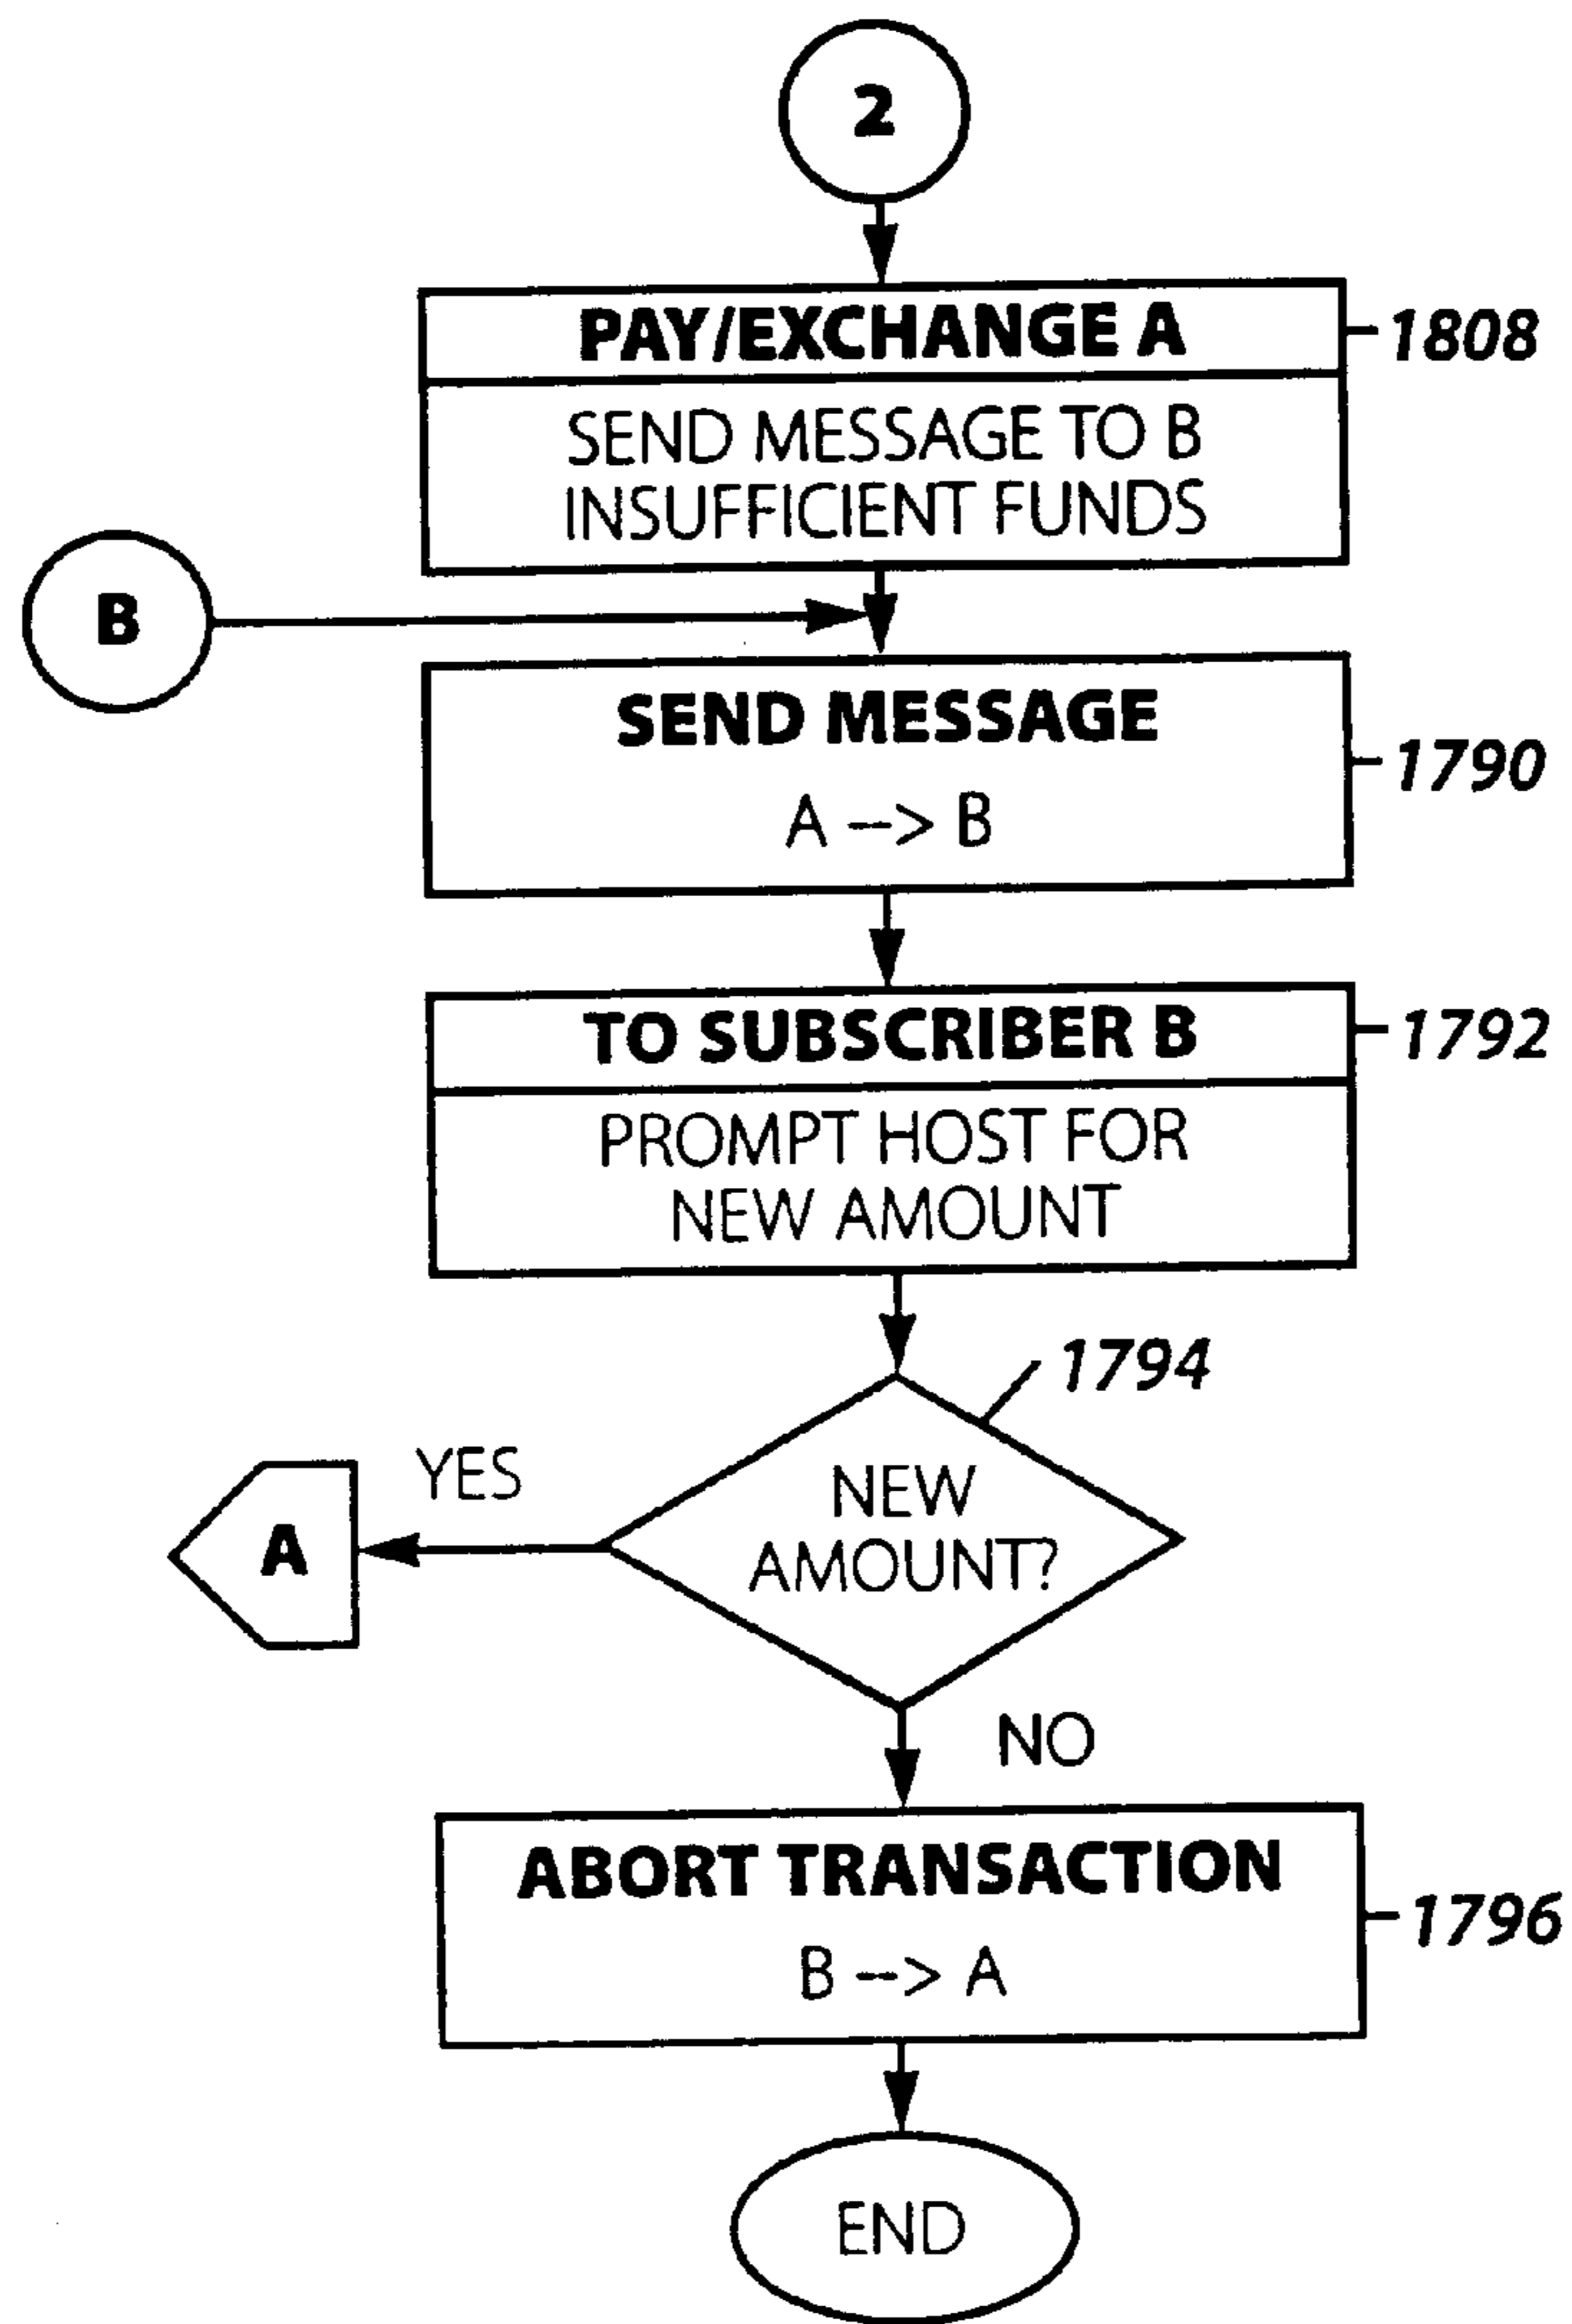 2
PAY/EXCHANGE A
1808
SEND MESSAGE TO B
INSUFFICIENT FUNDS
B
SEND MESSAGE
1790
A --> B
TO SUBSCRIBER B
1792
PROMPT HOST FOR
NEW AMOUNT
1794
YES
A
NEW
AMOUNT?
NO
ABORT TRANSACTION
1796
B --> A
END